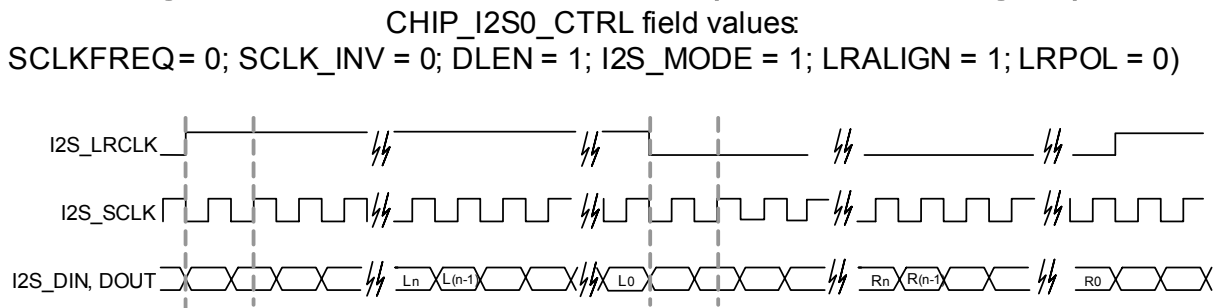 CHIP_I2S0_CTRL field values:
SCLKFREQ = 0; SCLK_INV = 0; DLEN = 1; I2S_MODE = 1; LRALIGN = 1; LRPOL = 0)
I2S_LRCLK
I2S_SCLK
I2S_DIN, DOUT Ln L(n-1) L0 Rn R(n-1) R0